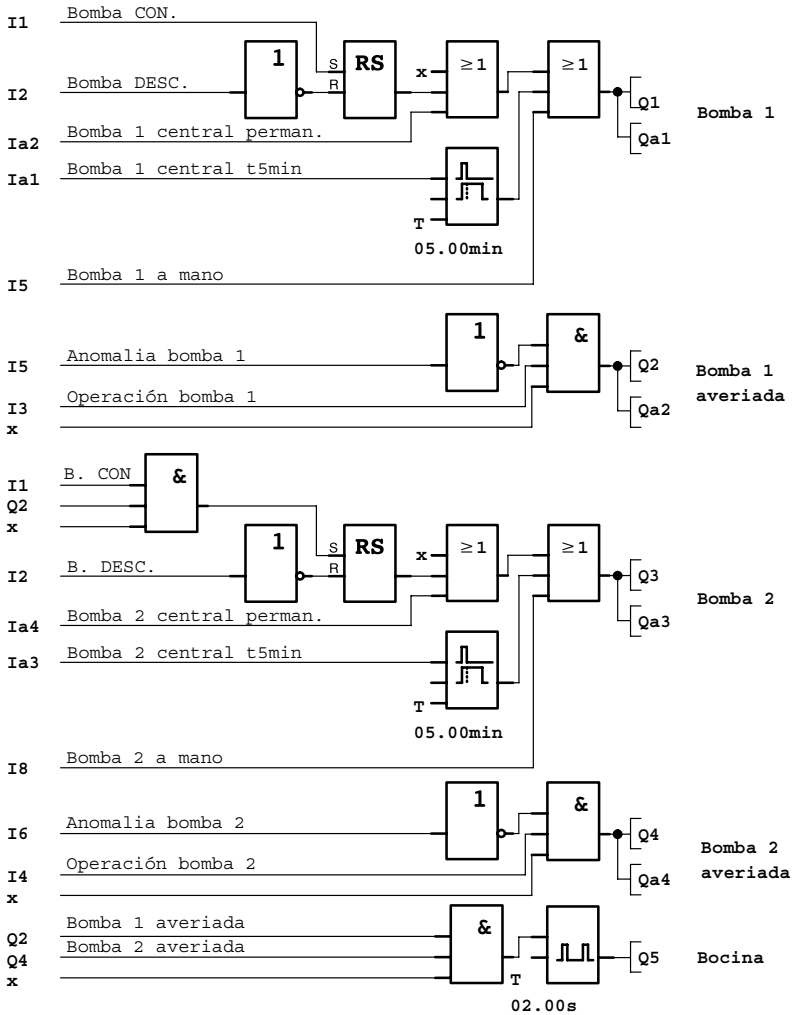 I1 Bomba CON.
1
S RS
R
x ≥1
≥1
I2 Bomba DESC.
Q1
Qa1
Bomba 1
Ia2 Bomba 1 central perman.
Ia1 Bomba 1 central t5min
T
05.00min
I5 Bomba 1 a mano
1
&
I5 Anomalia bomba 1
Q2
Qa2
Bomba 1
averiada
I3 Operación bomba 1
x
I1 B. CON
&
Q2
x
1
S RS
R
x ≥1
≥1
I2 B. DESC.
Q3
Qa3
Bomba 2
Ia4 Bomba 2 central perman.
Ia3 Bomba 2 central t5min
T
05.00min
I8 Bomba 2 a mano
1
&
I6 Anomalia bomba 2
Q4
Qa4
Bomba 2
averiada
I4 Operación bomba 2
x
Q2 Bomba 1 averiada
Q4 Bomba 2 averiada
x
&
T
02.00s
Q5 Bocina